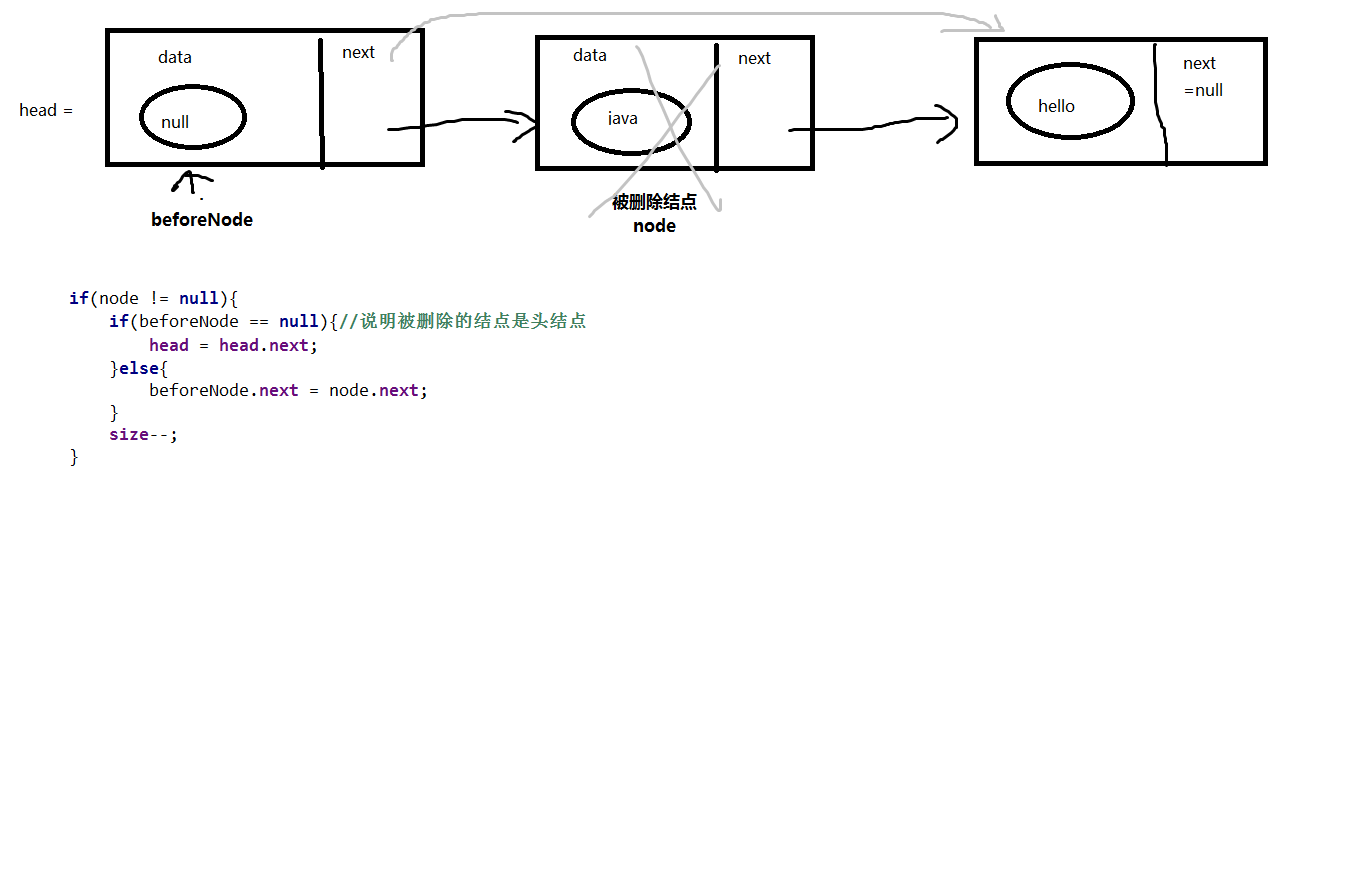 head =
data
next
null
beforeNode
data
next
java
被删除结点
node
hello
next
=null
if(node != null){
    if(beforeNode == null){//说明被删除的结点是头结点
        head = head.next;
    }else{
        beforeNode.next = node.next;
    }
    size--;
}